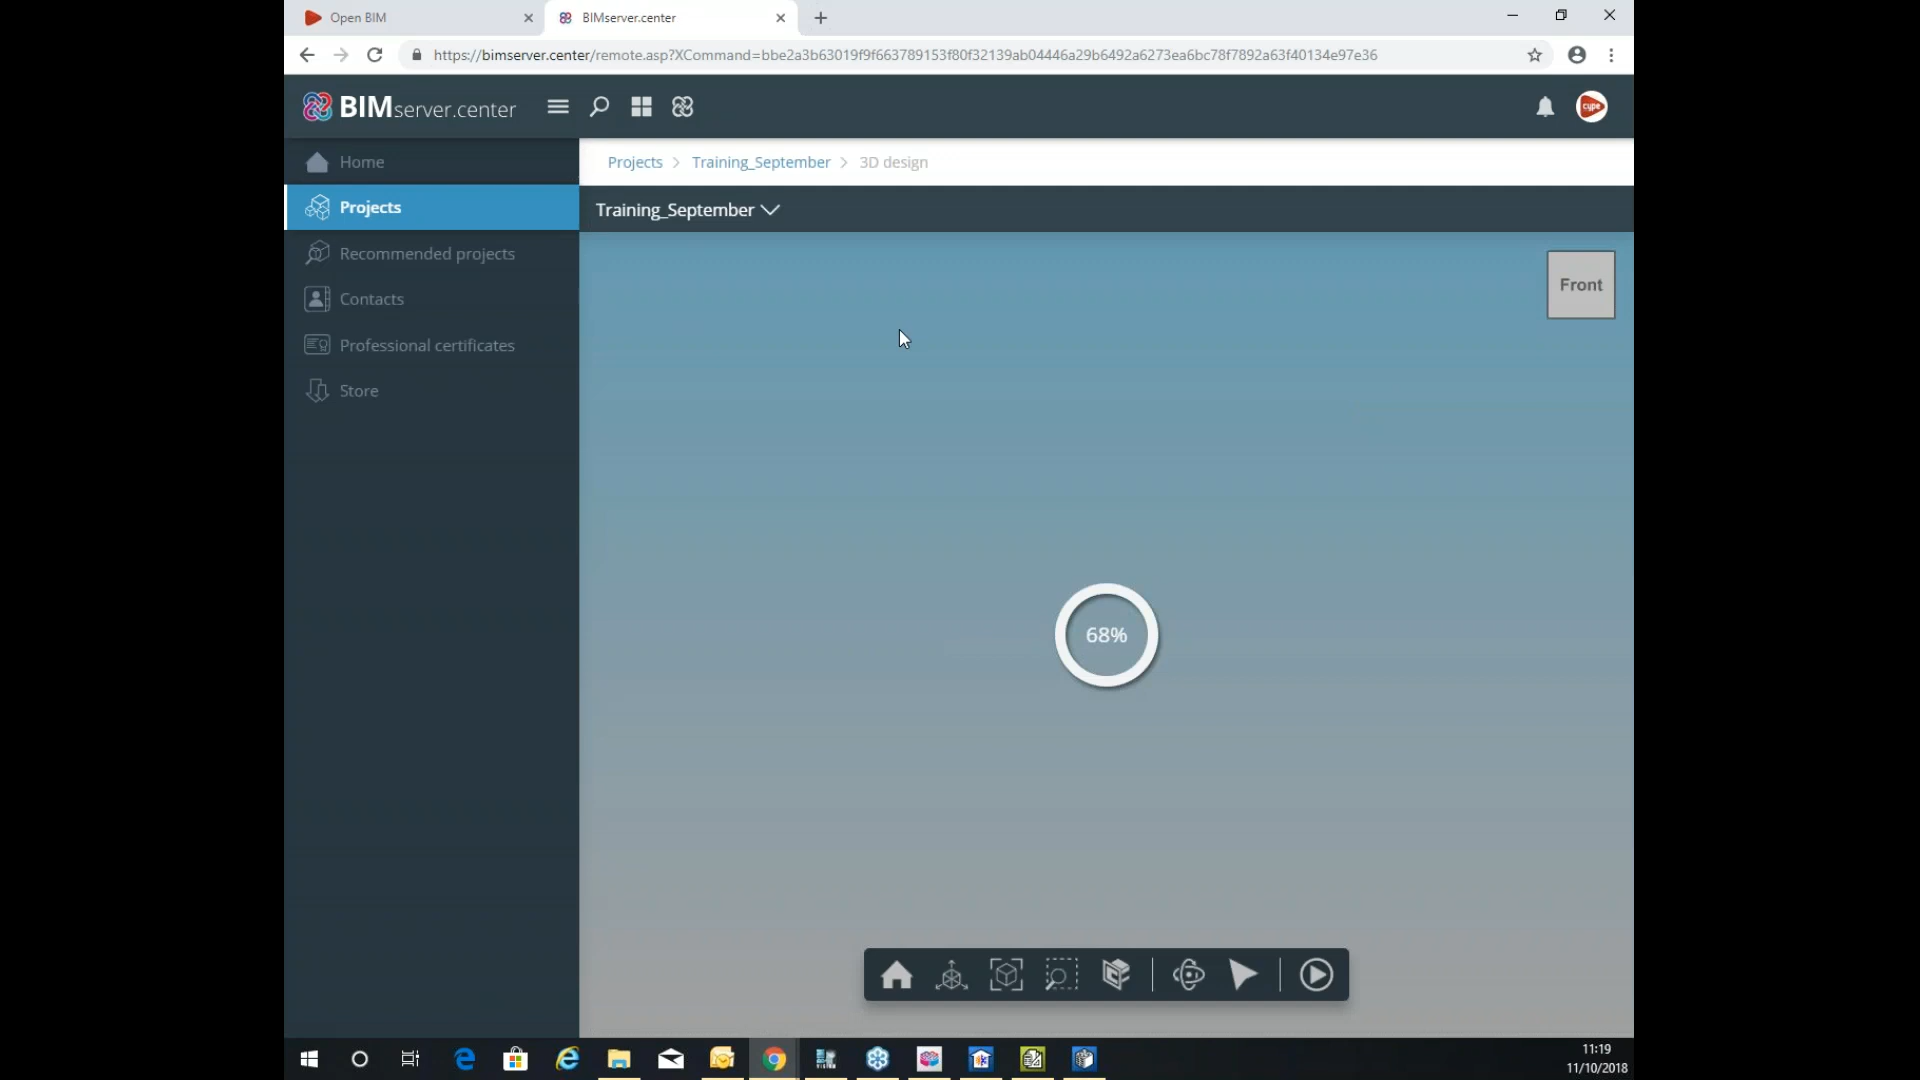 Open BIM
BIMserver.center
https://bimserver.center/remote.asp?XCommand=bbe2a3b63019f9f663789153f80f32139ab04446a29b6492a6273ea6bc78f7892a63f40134e97e36
BIMserver.center
cype
Home
Projects > Training_September > 3D design
Projects
Training_September
Recommended projects
Front
Contacts
Professional certificates
Store
68%
11:19
11/10/2018